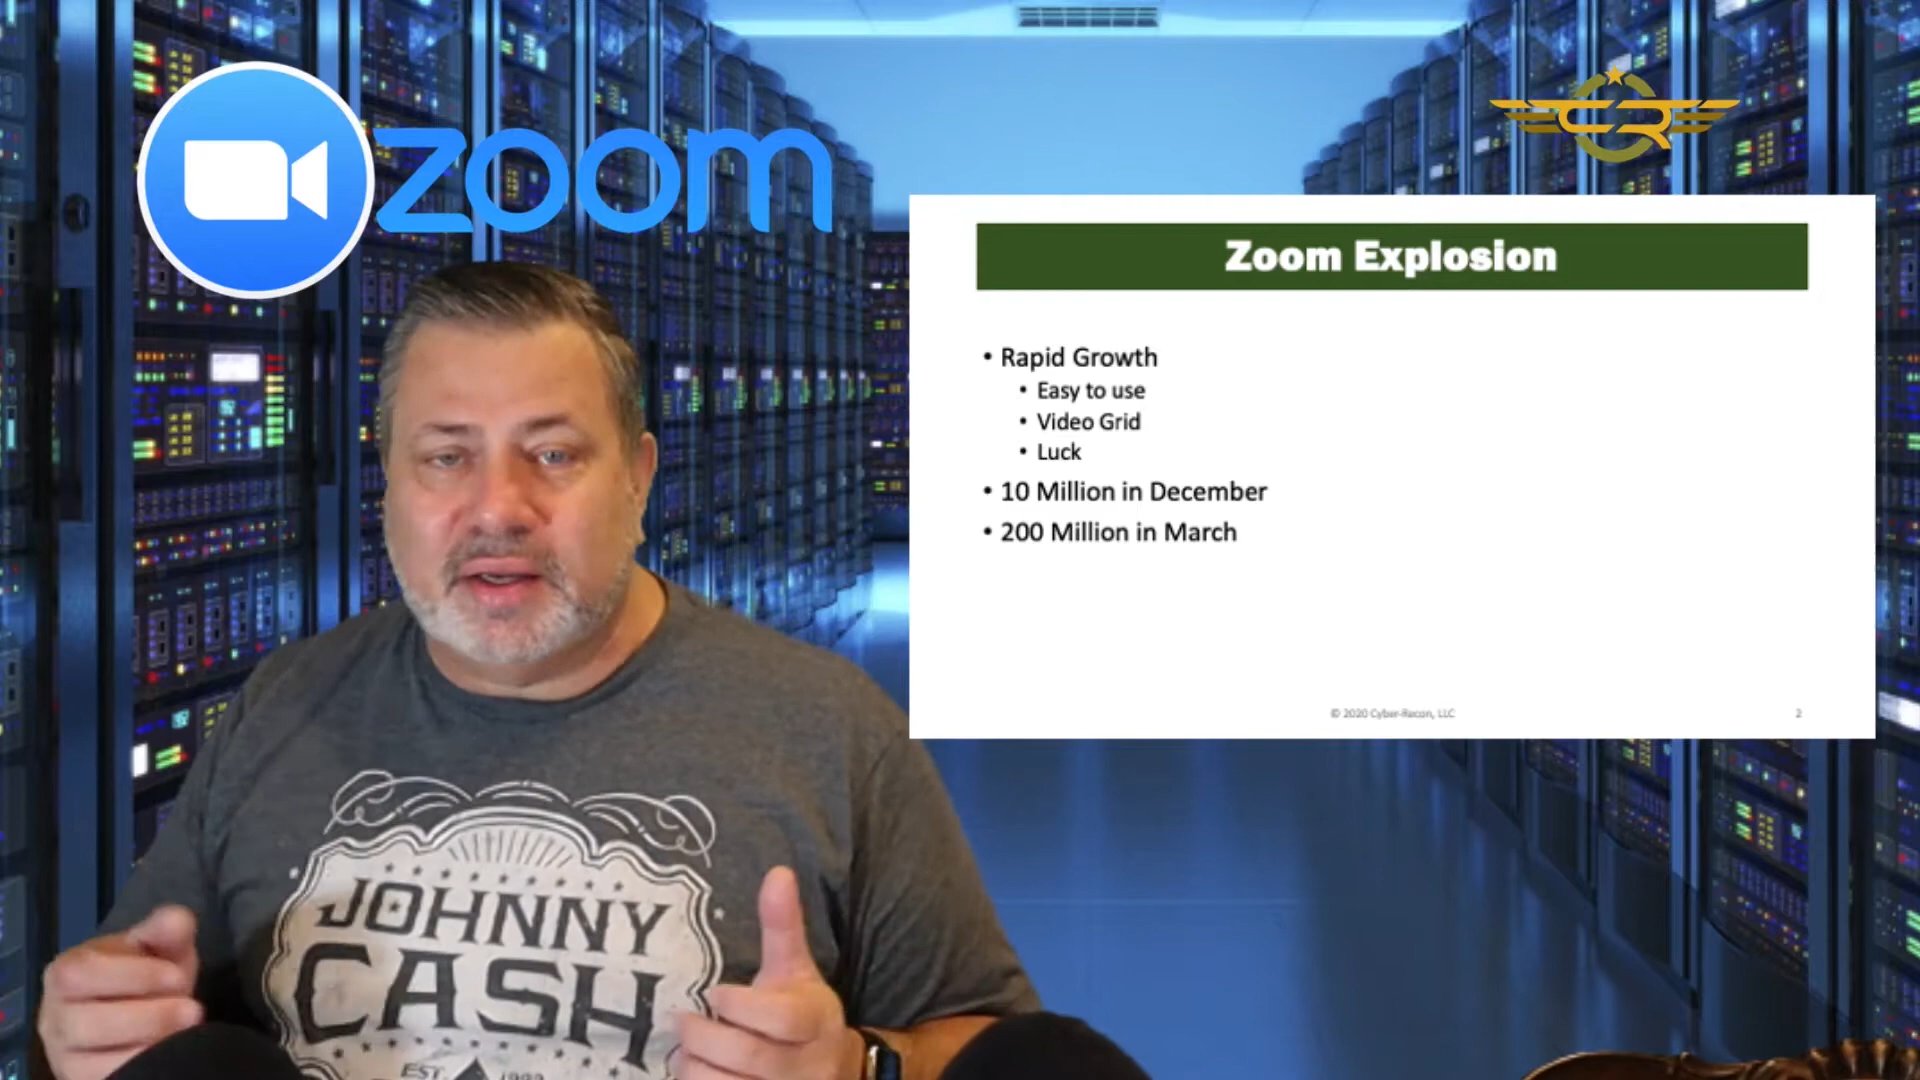 zoom
CR
Zoom Explosion
• Rapid Growth
• Easy to use
• Video Grid
• Luck
• 10 Million in December
• 200 Million in March
© 2020 Cyber-Recon, LLC
2
JOHNNY
CASH
EST.